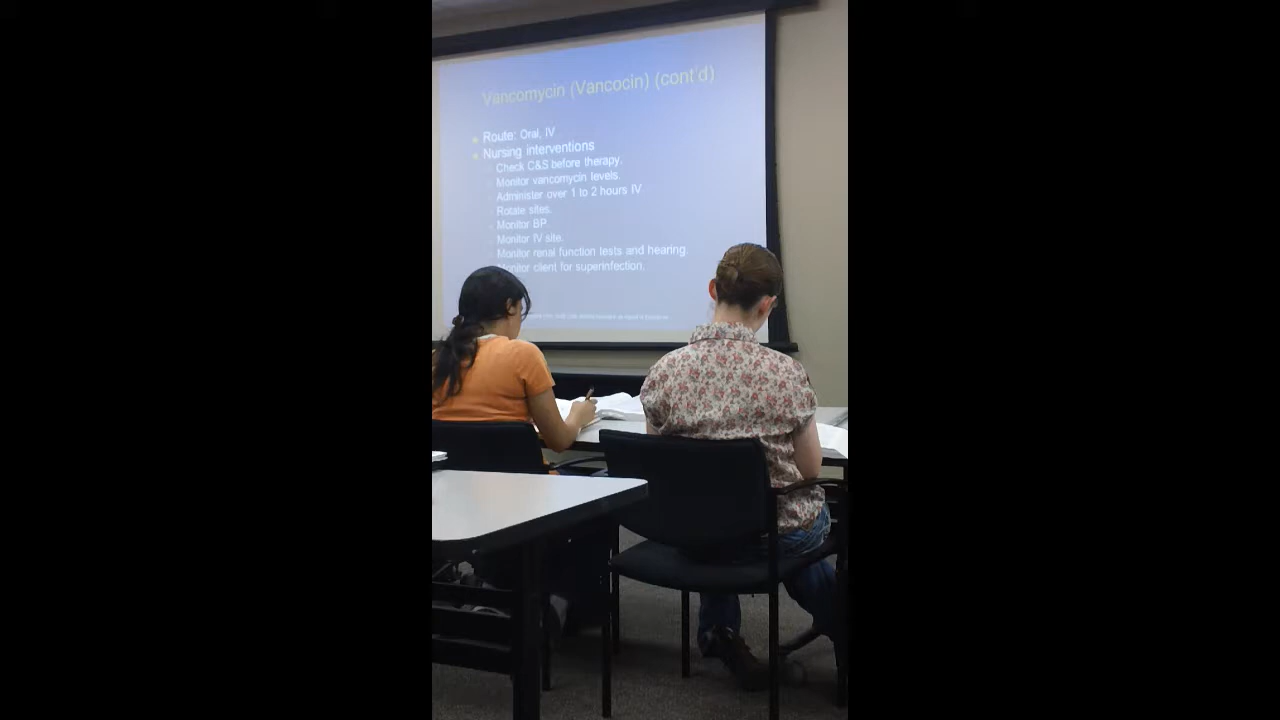 Vancomycin (Vancocin) (cont'd)
Route: Oral, IV
Nursing interventions
Check C&S before therapy.
Monitor vancomycin levels.
Administer over 1 to 2 hours IV
Rotate sites.
Monitor BP.
Monitor IV site.
Monitor renal function tests and hearing.
Monitor client for superinfection.